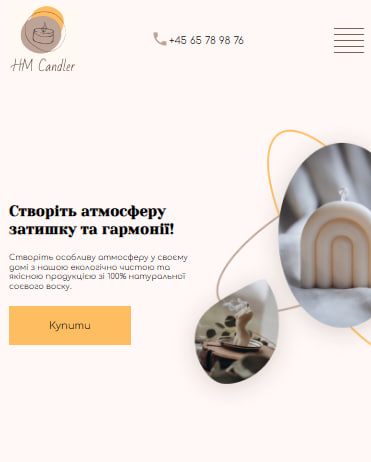 HM Candler
+45 65 78 98 76
Створіть атмосферу
затишку та гармонії!
Створіть особливу атмосферу у своєму
домі з нашою екологічно чистою та
якісною продукцією зі 100% натуральної
соєвого воску.
Купити